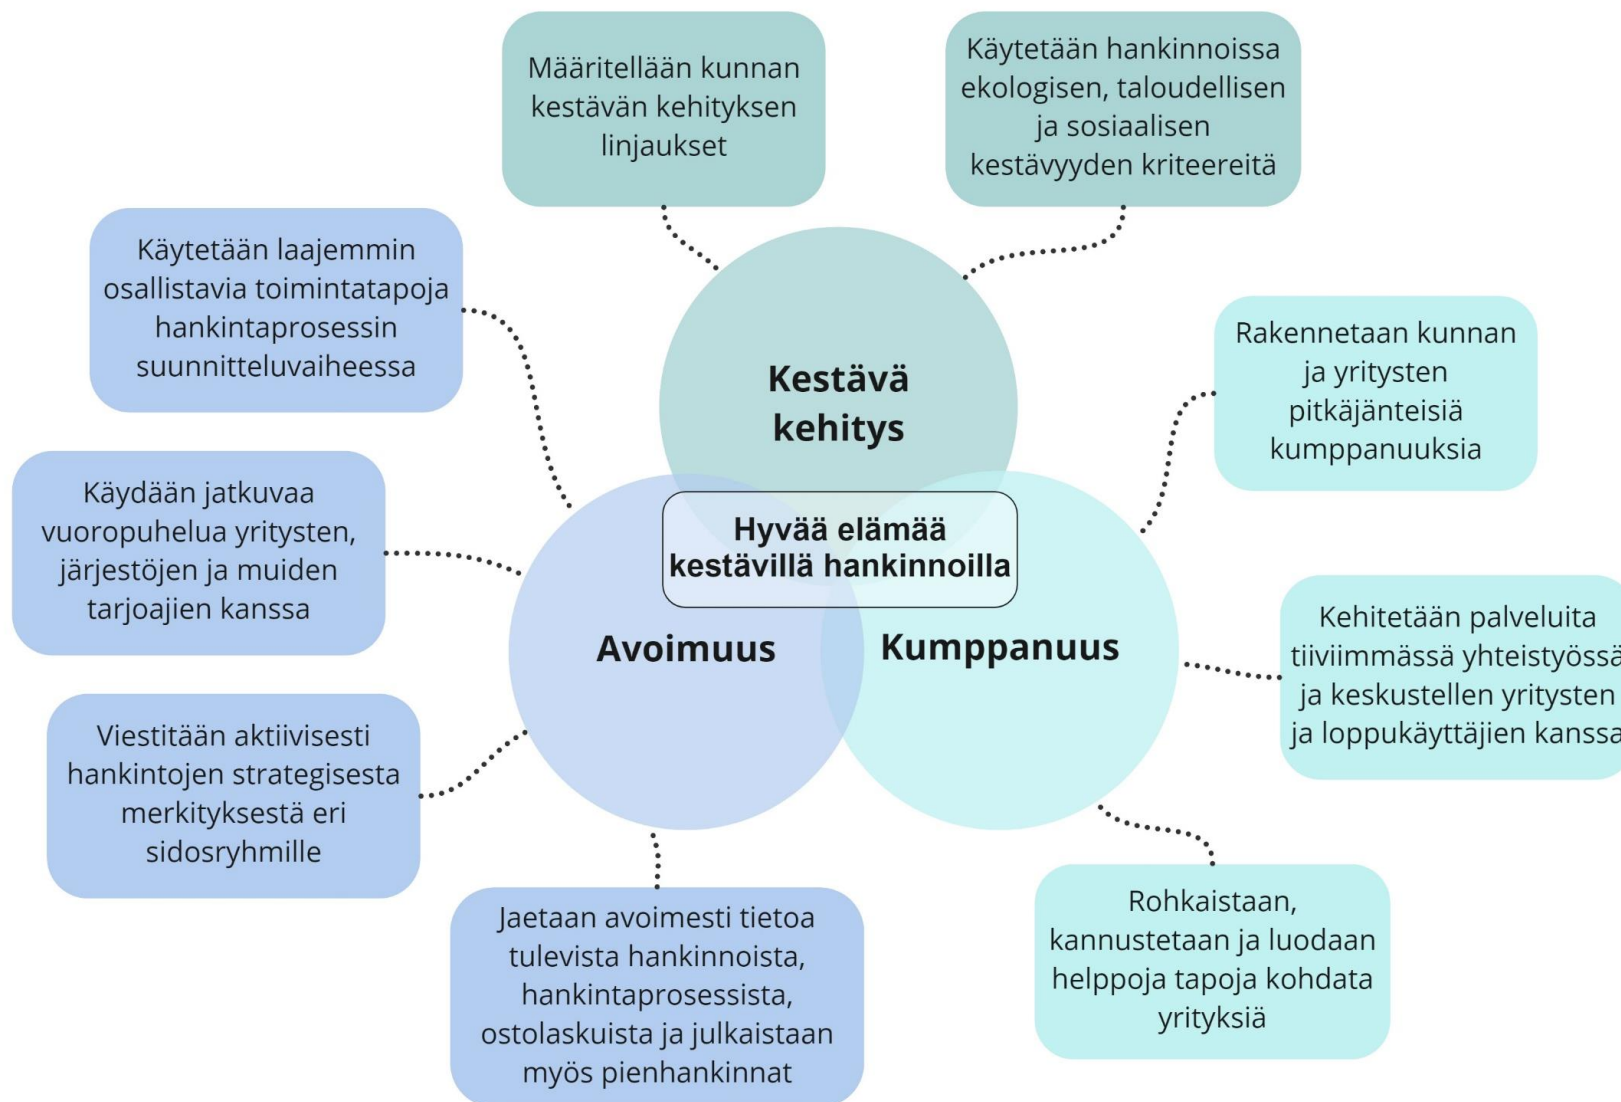 Määritellään kunnan
kestävän kehityksen
linjaukset
Käytetään hankinnoissa
ekologisen, taloudellisen
ja sosiaalisen
kestävyyden kriteereitä
Käytetään laajemmin
osallistavia toimintatapoja
hankintaprosessin
suunnitteluvaiheessa
Rakennetaan kunnan
ja yritysten
pitkäjänteisiä
kumppanuuksia
Kestävä
kehitys
Käydään jatkuvaa
vuoropuhelua yritysten,
järjestöjen ja muiden
tarjoajien kanssa
Hyvää elämää
kestävillä hankinnoilla
Avoimuus
Kumppanuus
Kehitetään palveluita
tiiviimmässä yhteistyössä
ja keskustellen yritysten
ja loppukäyttäjien kanssa
Viestitään aktiivisesti
hankintojen strategisesta
merkityksestä eri
sidosryhmille
Jaetaan avoimesti tietoa
tulevista hankinnoista,
hankintaprosessista,
ostolaskuista ja julkaistaan
myös pienhankinnat
Rohkaistaan,
kannustetaan ja luodaan
helppoja tapoja kohdata
yrityksiä